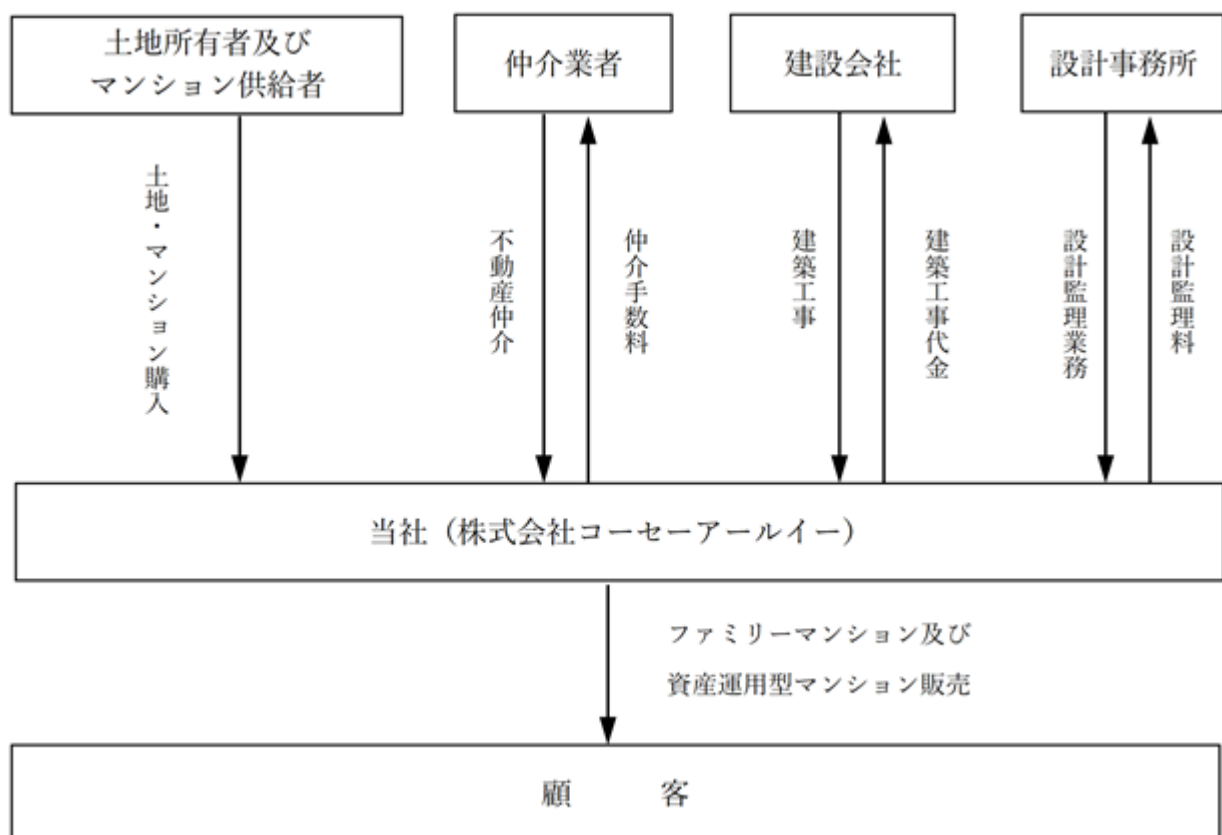 土地所有者及び
マンション供給者
仲介業者
建設会社
設計事務所
土地・マンション購入
不動産仲介
仲介手数料
建築工事
建築工事代金
設計監理業務
設計監理料
当社（株式会社コーセーアールイー）
ファミリーマンション及び
資産運用型マンション販売
顧　　　客